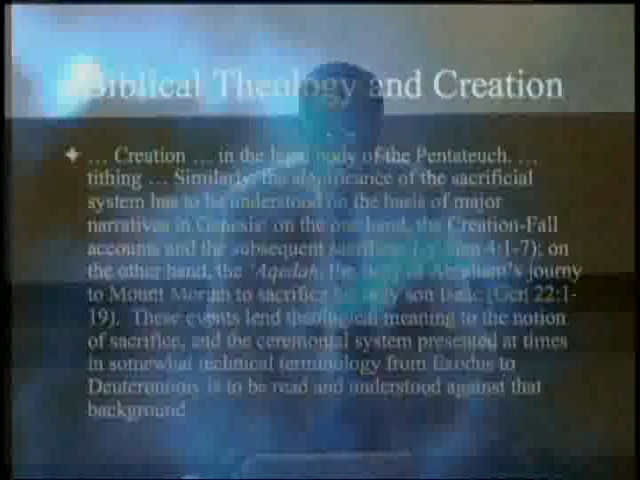 Biblical Theology and Creation
… Creation … in the legal body of the Pentateuch. …
tithing … Similarly, the significance of the sacrificial
system has to be understood on the basis of major
narratives in Genesis: on the one hand, the Creation-Fall
accounts and the subsequent Gen 4:1-7); on
the other hand, the 'Aqedah, the story of Abraham's journy
to Mount Moriah to sacrifice his only son Isaac (Gen 22:1-
19). These events lend theological meaning to the notion
of sacrifice, and the ceremonial system presented at times
in somewhat technical terminology from Exodus to
Deuteronomy is to be read and understood against that
background